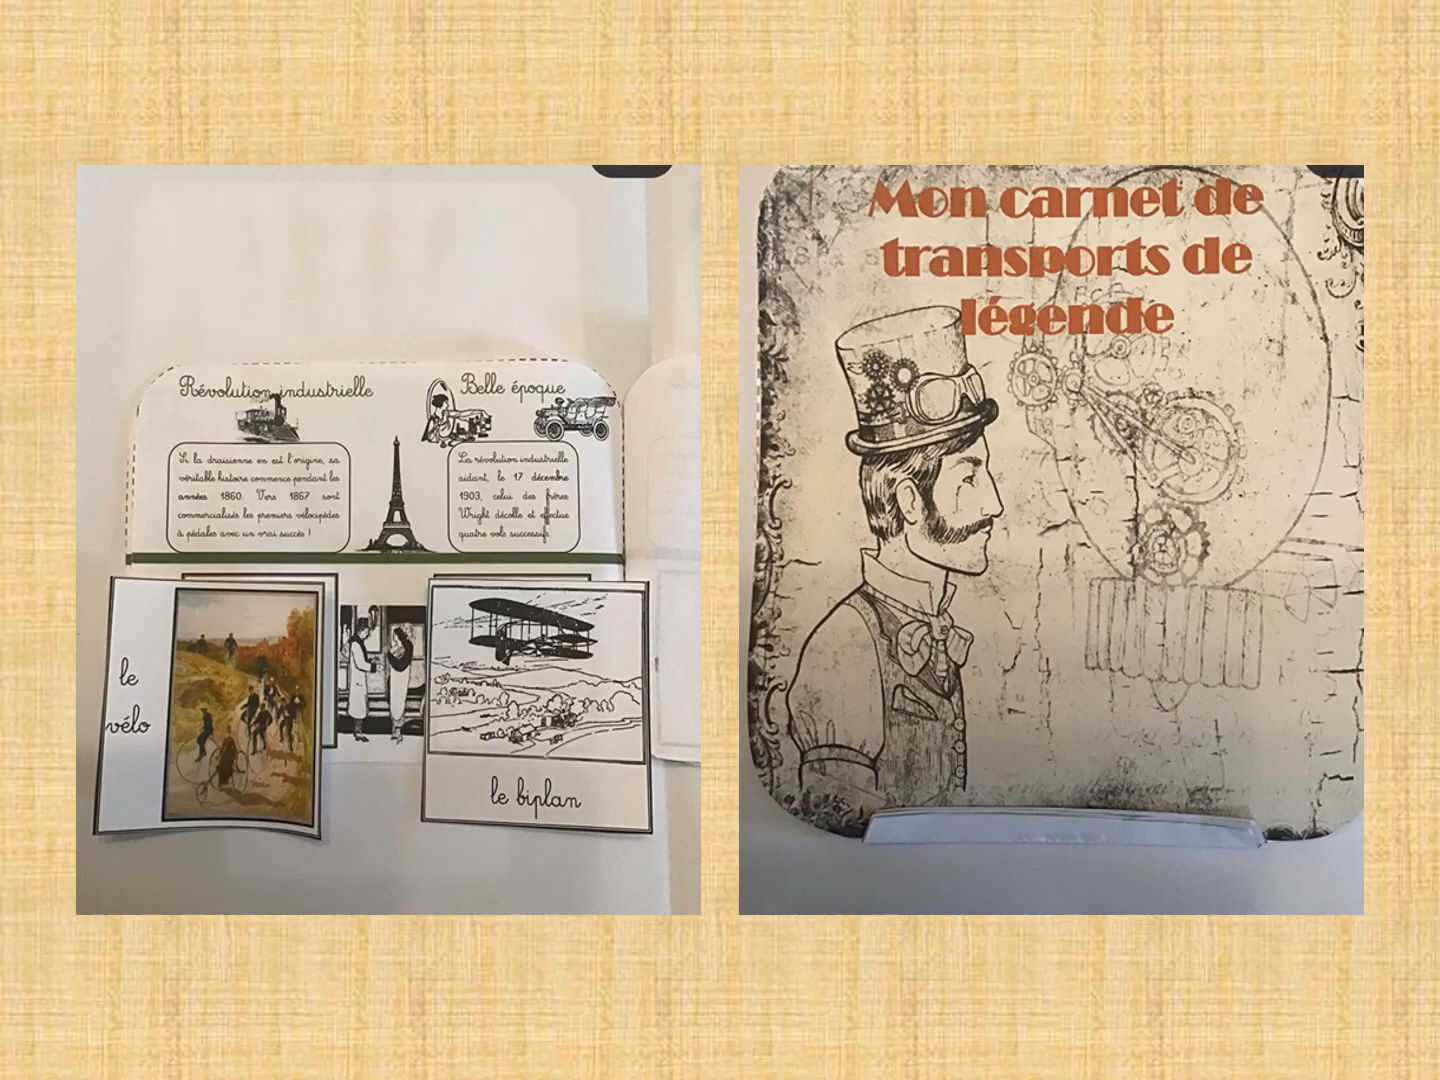 Révolution industrielle
Si la draisienne en est l'origine, sa
véritable histoire commence pendant les
années 1860. Vers 1867 sont
commercialisés les premiers vélocipèdes
à pédales avec un vrai succès !
Belle époque
La révolution industrielle
aidant, le 17 décembre
1903, celui des frères
Wright décolle et effectue
quatre vols successifs.
le
vélo
le biplan
Mon carnet de
transports de
légende